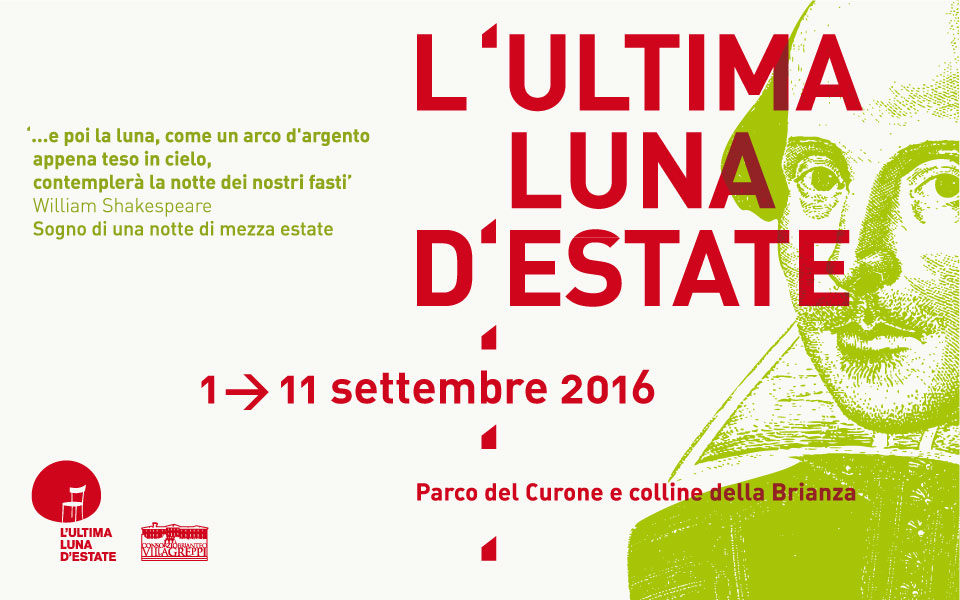 L'ULTIMA
LUNA
D'ESTATE
‘...e poi la luna, come un arco d'argento
appena teso in cielo,
contemplerà la notte dei nostri fasti’
William Shakespeare
Sogno di una notte di mezza estate
1 → 11 settembre 2016
Parco del Curone e colline della Brianza
L'ULTIMA
LUNA
D'ESTATE
CONSORZIO BRIANTEO
VILLA GREPPI